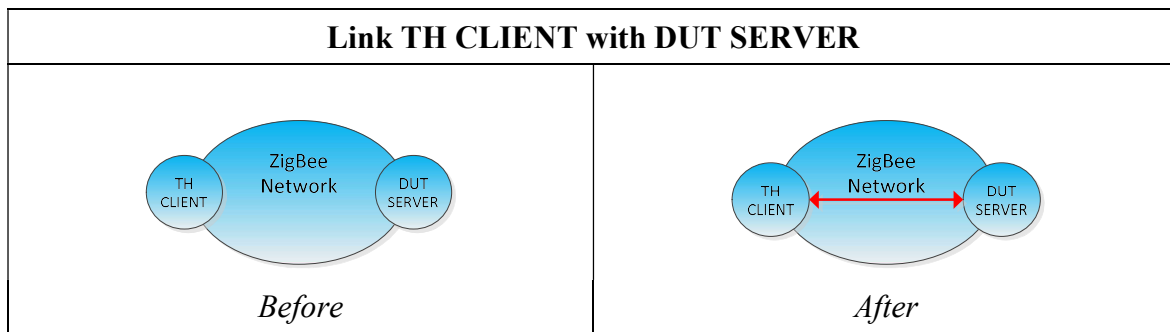 Link TH CLIENT with DUT SERVER
ZigBee
Network
TH
CLIENT
DUT
SERVER
Before
ZigBee
Network
TH
CLIENT
DUT
SERVER
After